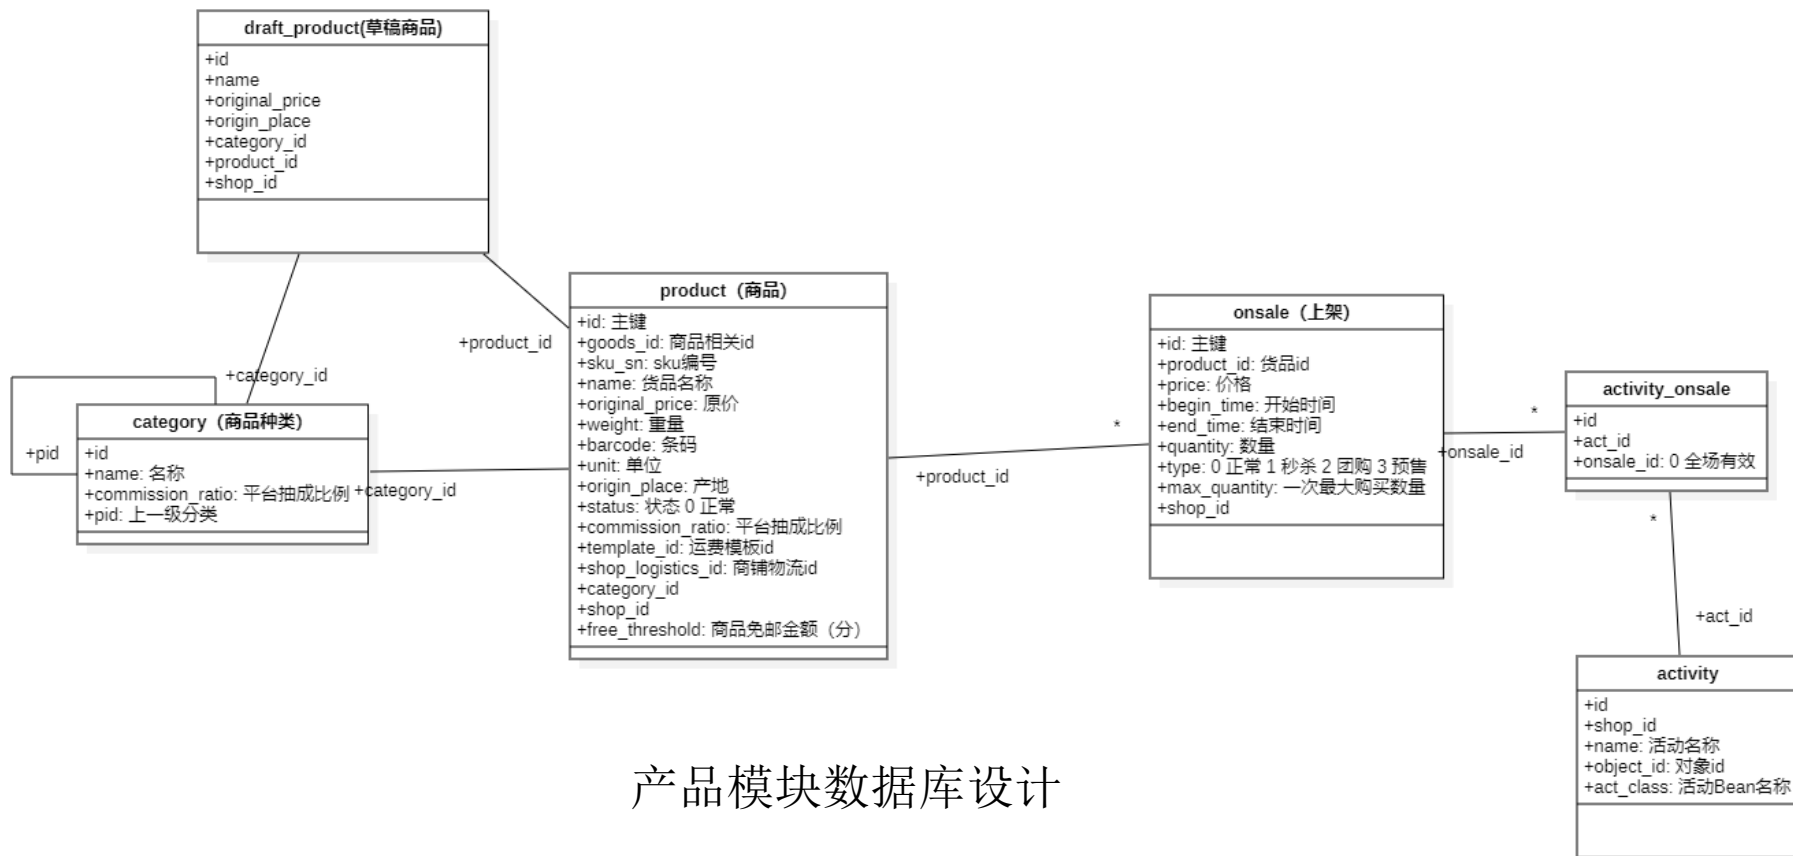 draft_product(草稿商品)
+id
+name
+original_price
+origin_place
+category_id
+product_id
+shop_id
+product_id
+category_id
+pid
category（商品种类）
+id
+name: 名称
+commission_ratio: 平台抽成比例
+pid: 上一级分类
+category_id
product（商品）
+id: 主键
+goods_id: 商品相关id
+sku_sn: sku编号
+name: 货品名称
+original_price: 原价
+weight: 重量
+barcode: 条码
+unit: 单位
+origin_place: 产地
+status: 状态 0 正常
+commission_ratio: 平台抽成比例
+template_id: 运费模板id
+shop_logistics_id: 商铺物流id
+category_id
+shop_id
+free_threshold: 商品免邮金额（分）
*
+product_id
onsale（上架）
+id: 主键
+product_id: 货品id
+price: 价格
+begin_time: 开始时间
+end_time: 结束时间
+quantity: 数量
+type: 0 正常 1 秒杀 2 团购 3 预售
+max_quantity: 一次最大购买数量
+shop_id
*
+onsale_id
activity_onsale
+id
+act_id
+onsale_id: 0 全场有效
*
+act_id
activity
+id
+shop_id
+name: 活动名称
+object_id: 对象id
+act_class: 活动Bean名称
产品模块数据库设计